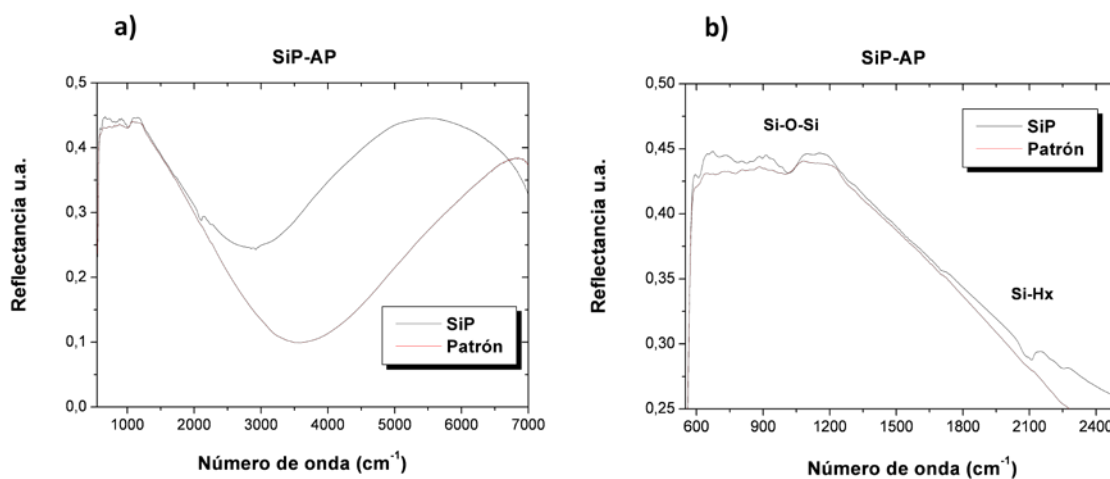 a)
SiP-AP
0,5
0,4
0,3
0,2
0,1
0,0
Reflectancia u.a.
1000 2000 3000 4000 5000 6000 7000
Número de onda (cm⁻¹)
SiP
Patrón
b)
SiP-AP
0,50
0,45
0,40
0,35
0,30
0,25
Reflectancia u.a.
600 900 1200 1500 1800 2100 2400
Número de onda (cm⁻¹)
Si-O-Si
SiP
Patrón
Si-Hx